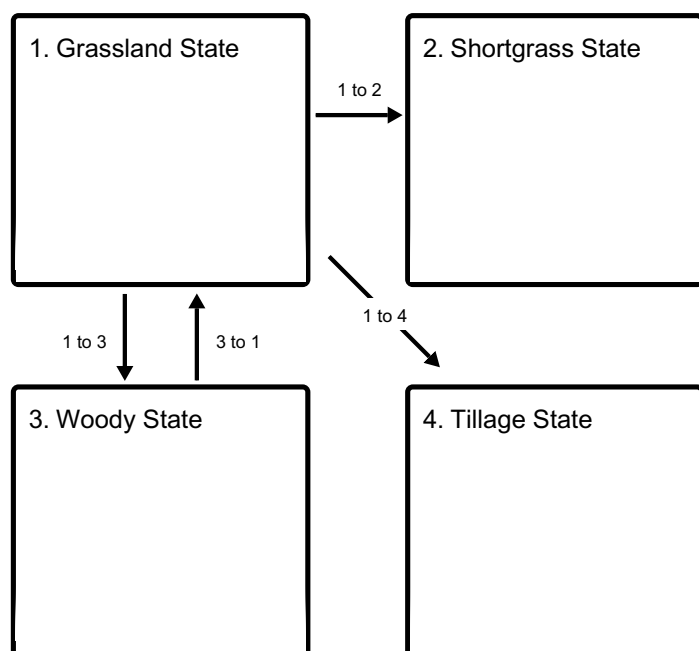 1. Grassland State
2. Shortgrass State
1 to 2
1 to 4
1 to 3
3 to 1
3. Woody State
4. Tillage State